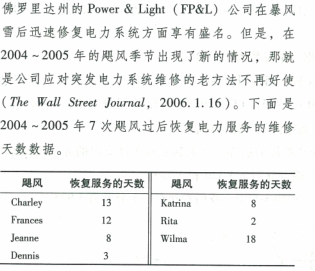 佛罗里达州的 Power & Light（FP&L）公司在暴风
雪后迅速修复电力系统方面享有盛名。但是，在
2004～2005 年的飓风季节出现了新的情况，那就
是公司应对突发电力系统维修的老方法不再好使
（The Wall Street Journal，2006.1.16）。下面是
2004～2005 年 7 次飓风过后恢复电力服务的维修
天数数据。
飓风 恢复服务的天数 飓风 恢复服务的天数
Charley 13 Katrina 8
Frances 12 Rita 2
Jeanne 8 Wilma 18
Dennis 3